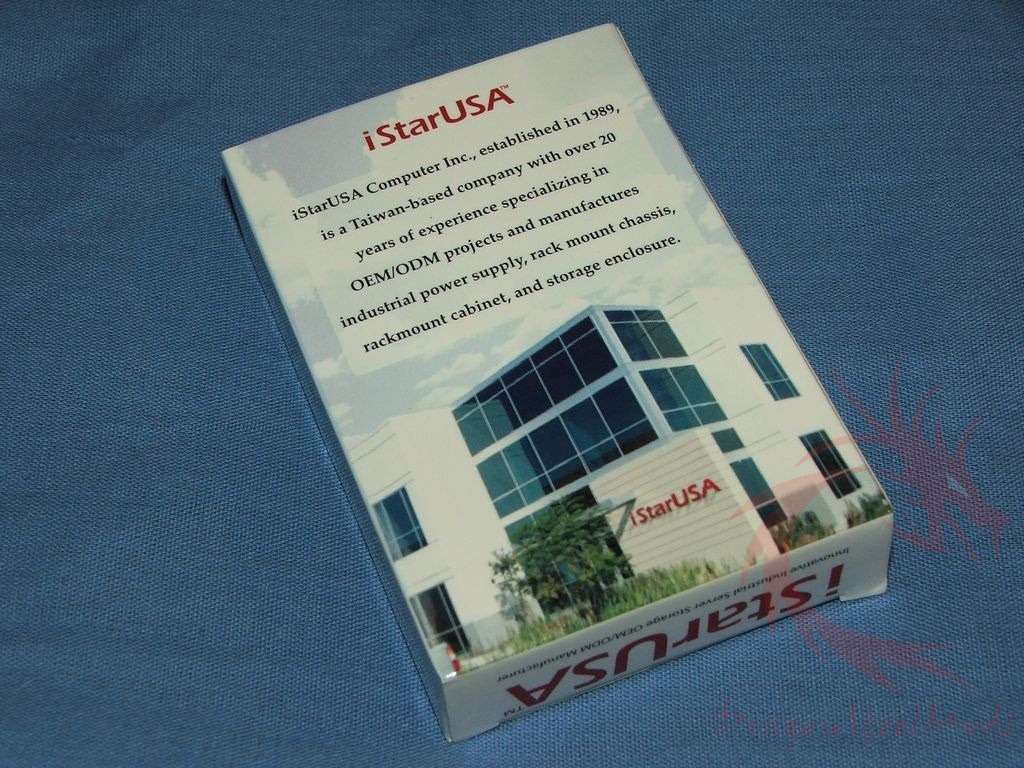 iStarUSA™
iStarUSA Computer Inc., established in 1989,
is a Taiwan-based company with over 20
years of experience specializing in
OEM/ODM projects and manufactures
industrial power supply, rack mount chassis,
rackmount cabinet, and storage enclosure.
iStarUSA
iStarUSA™
Innovative Industrial Server Storage OEM/ODM Manufacturer